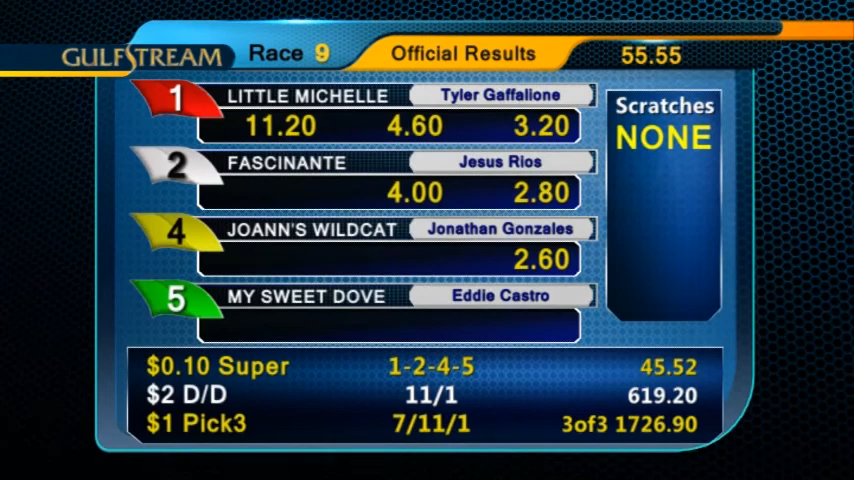 GULFSTREAM Race 9 Official Results 55.55
1 LITTLE MICHELLE Tyler Gaffalione
11.20 4.60 3.20
2 FASCINANTE Jesus Rios
4.00 2.80
4 JOANN'S WILDCAT Jonathan Gonzales
2.60
5 MY SWEET DOVE Eddie Castro
Scratches
NONE
$0.10 Super 1-2-4-5 45.52
$2 D/D 11/1 619.20
$1 Pick3 7/11/1 3of3 1726.90